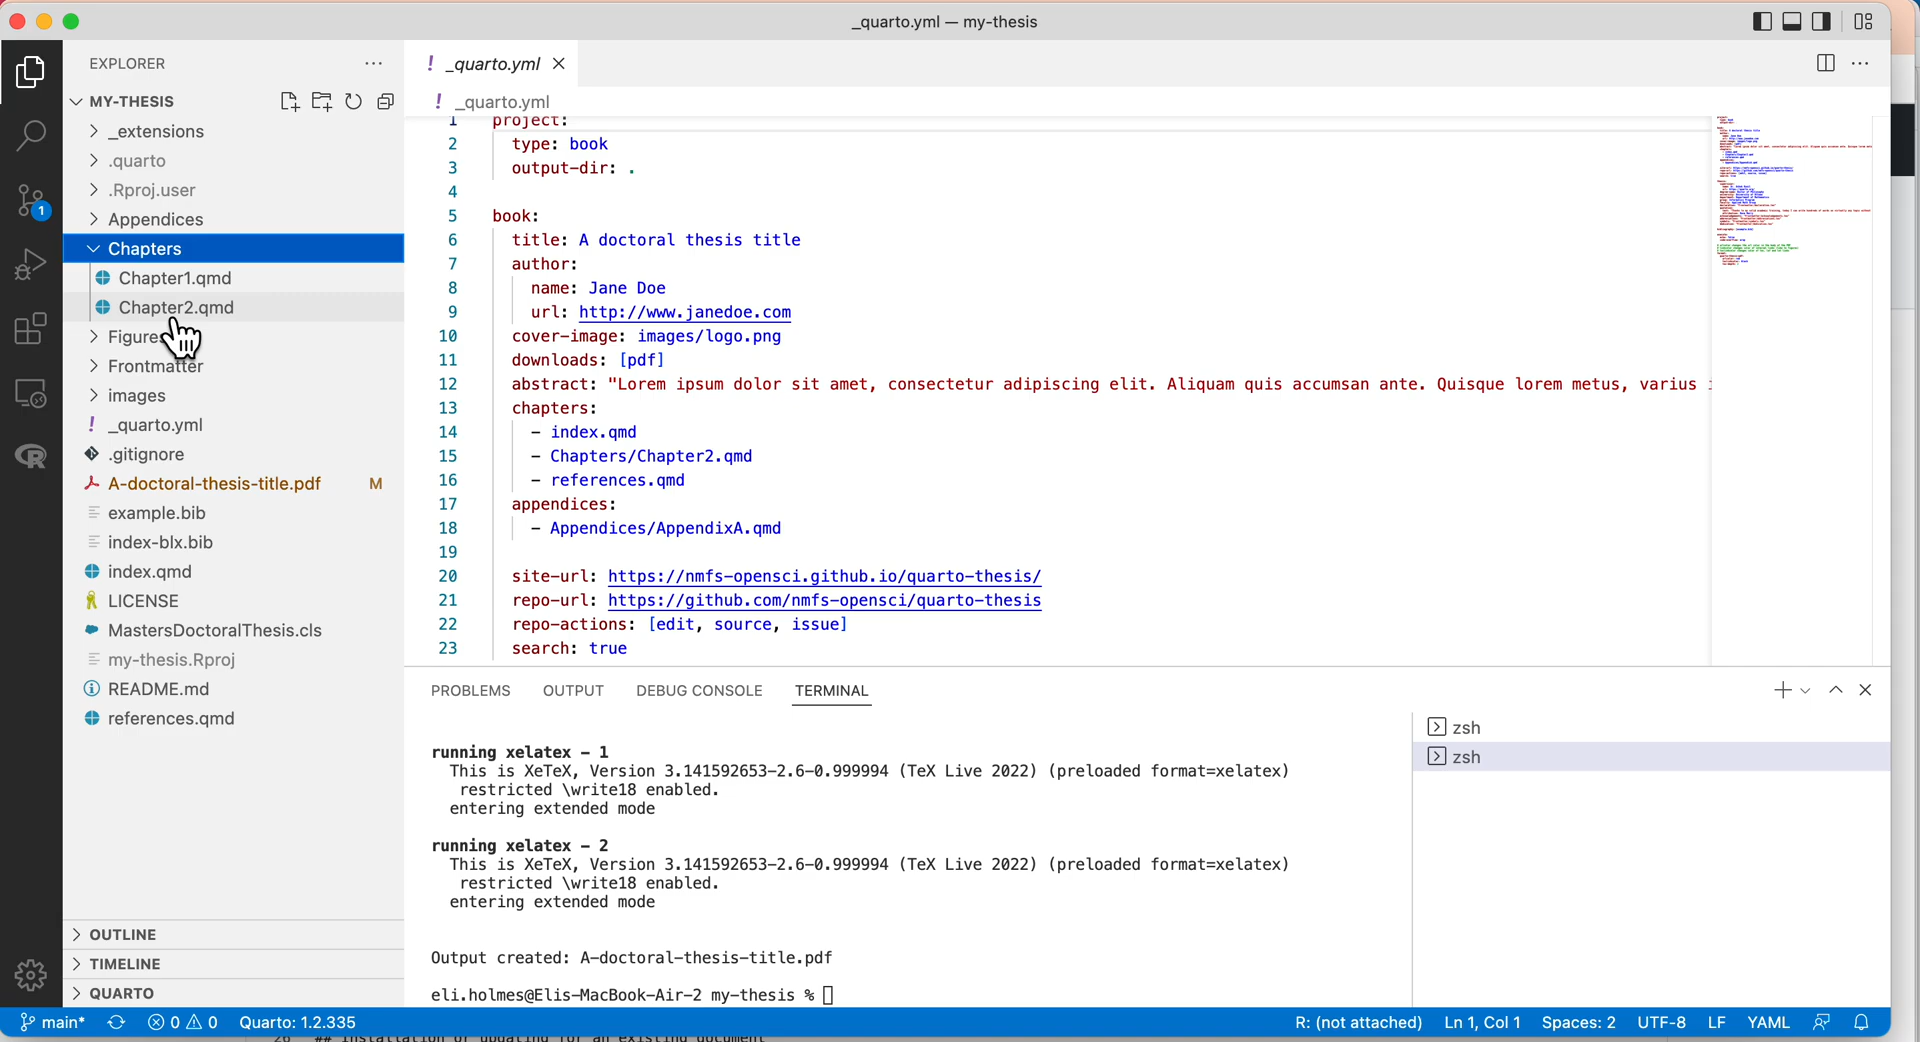 _quarto.yml — my-thesis
EXPLORER
MY-THESIS
_extensions
.quarto
.Rproj.user
Appendices
Chapters
Chapter1.qmd
Chapter2.qmd
Figures
Frontmatter
images
! _quarto.yml
.gitignore
A-doctoral-thesis-title.pdf M
example.bib
index-blx.bib
index.qmd
LICENSE
MastersDoctoralThesis.cls
my-thesis.Rproj
README.md
references.qmd
OUTLINE
TIMELINE
QUARTO
1
! _quarto.yml
! _quarto.yml
1 project:
2 type: book
3 output-dir: .
4
5 book:
6 title: A doctoral thesis title
7 author:
8 name: Jane Doe
9 url: http://www.janedoe.com
10 cover-image: images/logo.png
11 downloads: [pdf]
12 abstract: "Lorem ipsum dolor sit amet, consectetur adipiscing elit. Aliquam quis accumsan ante. Quisque lorem metus, varius
13 chapters:
14 - index.qmd
15 - Chapters/Chapter2.qmd
16 - references.qmd
17 appendices:
18 - Appendices/AppendixA.qmd
19
20 site-url: https://nmfs-opensci.github.io/quarto-thesis/
21 repo-url: https://github.com/nmfs-opensci/quarto-thesis
22 repo-actions: [edit, source, issue]
23 search: true
PROBLEMS OUTPUT DEBUG CONSOLE TERMINAL
running xelatex - 1
This is XeTeX, Version 3.141592653-2.6-0.999994 (TeX Live 2022) (preloaded format=xelatex)
restricted \write18 enabled.
entering extended mode
running xelatex - 2
This is XeTeX, Version 3.141592653-2.6-0.999994 (TeX Live 2022) (preloaded format=xelatex)
restricted \write18 enabled.
entering extended mode
Output created: A-doctoral-thesis-title.pdf
eli.holmes@Elis-MacBook-Air-2 my-thesis %
zsh
zsh
main* 0 0 Quarto: 1.2.335 R: (not attached) Ln 1, Col 1 Spaces: 2 UTF-8 LF YAML